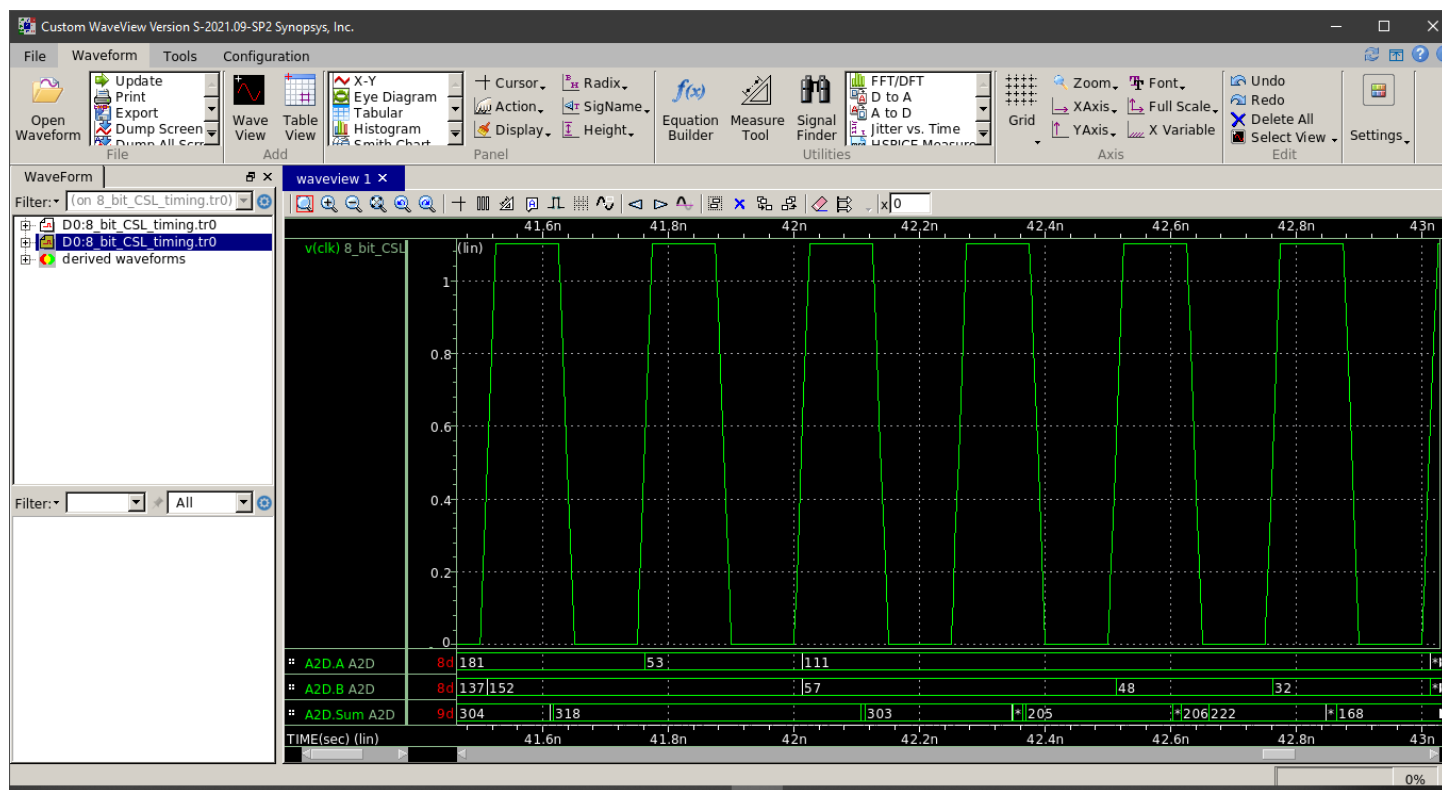 Custom WaveView Version S-2021.09-SP2 Synopsys, Inc.
File Waveform Tools Configuration
Open Waveform
Update
Print
Export
Dump Screen
Dump All Scre
File
Wave View
Table View
Add
X-Y
Eye Diagram
Tabular
Histogram
Smith Chart
Cursor
Action
Display
Radix
SigName
Height
Panel
f(x)
Equation Builder
Measure Tool
Signal Finder
FFT/DFT
D to A
A to D
Jitter vs. Time
HSPICE Measure
Utilities
Grid
Zoom
XAxis
YAxis
Font
Full Scale
X Variable
Axis
Undo
Redo
Delete All
Select View
Edit
Settings
WaveForm
Filter: (on 8_bit_CSL_timing.tr0)
D0:8_bit_CSL_timing.tr0
D0:8_bit_CSL_timing.tr0
derived waveforms
Filter: All
waveview 1
x 0
41.6n 41.8n 42n 42.2n 42.4n 42.6n 42.8n 43n
v(clk) 8_bit_CSL (lin)
1
0.8
0.6
0.4
0.2
0
A2D.A A2D 8d 181 53 111 *
A2D.B A2D 8d 137 152 57 48 32 *
A2D.Sum A2D 9d 304 318 303 * 205 *206 222 * 168
TIME(sec) (lin) 41.6n 41.8n 42n 42.2n 42.4n 42.6n 42.8n 43n
0%